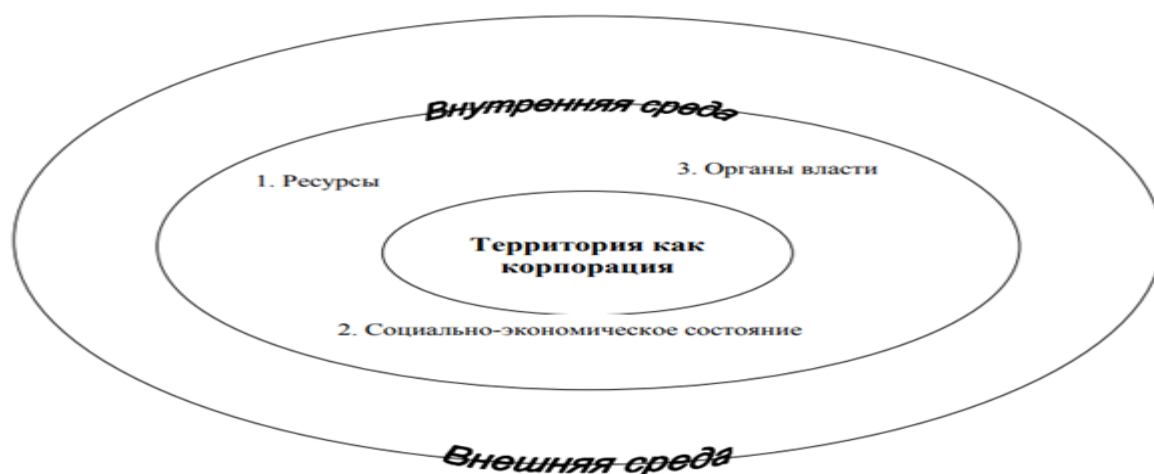 Внутренняя среда
1. Ресурсы
3. Органы власти
Территория как
корпорация
2. Социально-экономическое состояние
Внешняя среда